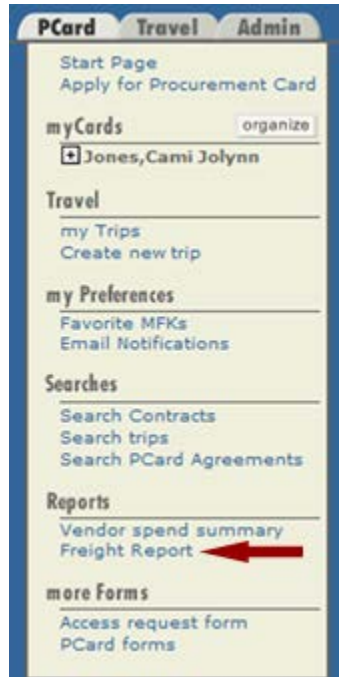 PCard Travel Admin
Start Page
Apply for Procurement Card
myCards organize
Jones,Cami Jolynn
Travel
my Trips
Create new trip
my Preferences
Favorite MFKs
Email Notifications
Searches
Search Contracts
Search trips
Search PCard Agreements
Reports
Vendor spend summary
Freight Report
more Forms
Access request form
PCard forms